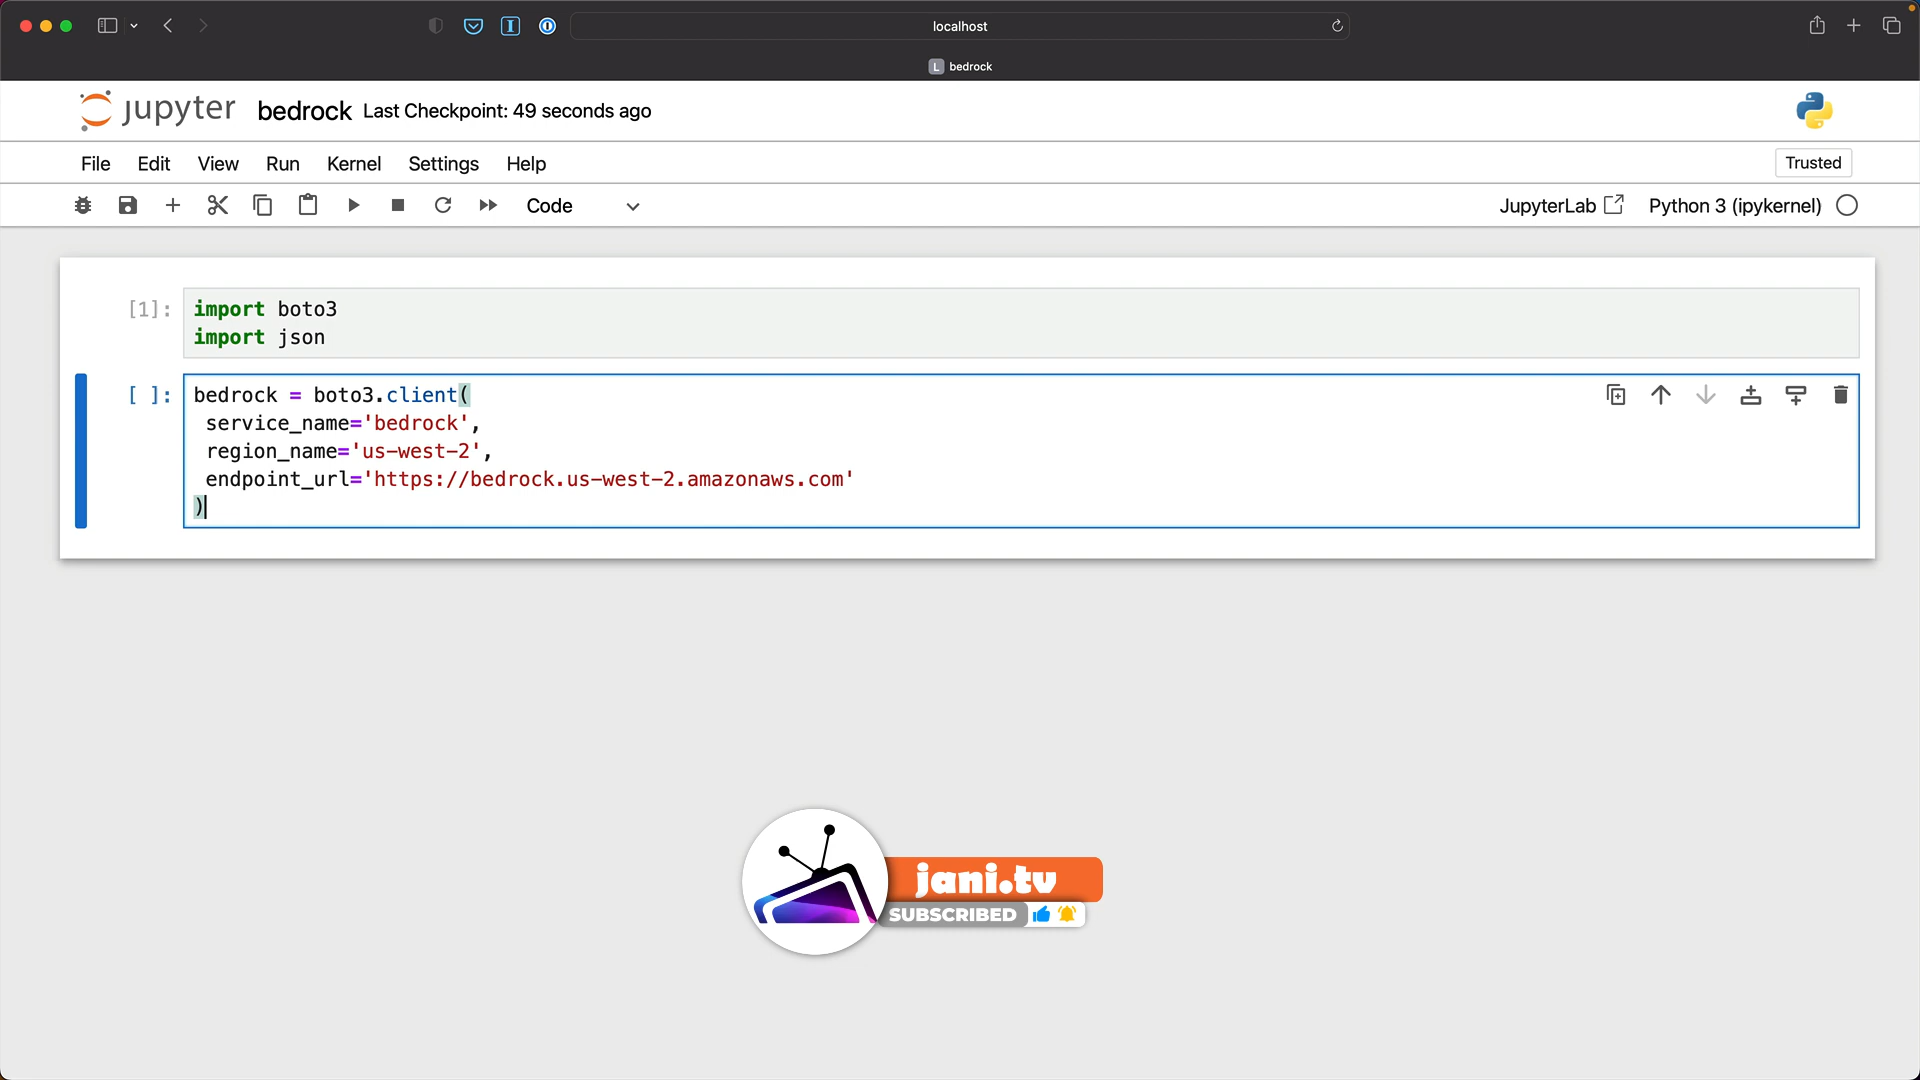 localhost
L bedrock
jupyter bedrock Last Checkpoint: 49 seconds ago
File Edit View Run Kernel Settings Help Trusted
Code JupyterLab Python 3 (ipykernel)
[1]: import boto3
import json
[ ]: bedrock = boto3.client(
service_name='bedrock',
region_name='us-west-2',
endpoint_url='https://bedrock.us-west-2.amazonaws.com'
)
jani.tv
SUBSCRIBED